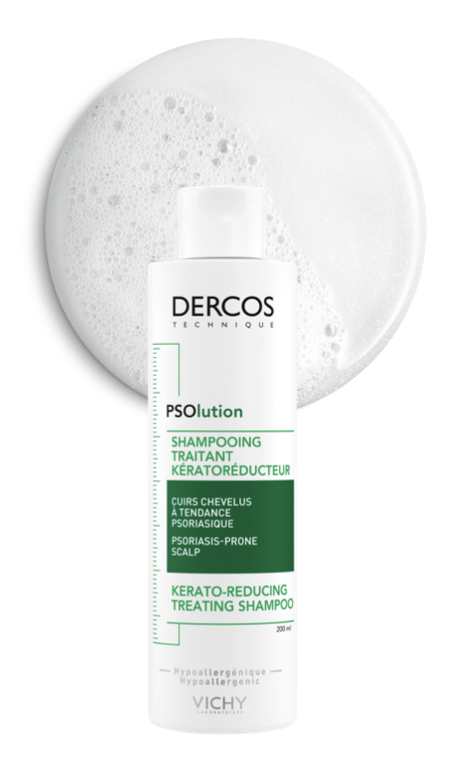 DERCOS
TECHNIQUE
PSOlution
SHAMPOOING
TRAITANT
KÉRATORÉDUCTEUR
CUIRS CHEVELUS
À TENDANCE
PSORIASIQUE
PSORIASIS-PRONE
SCALP
KERATO-REDUCING
TREATING SHAMPOO
200 ml
Hypoallergénique
Hypoallergenic
VICHY
LABORATOIRES